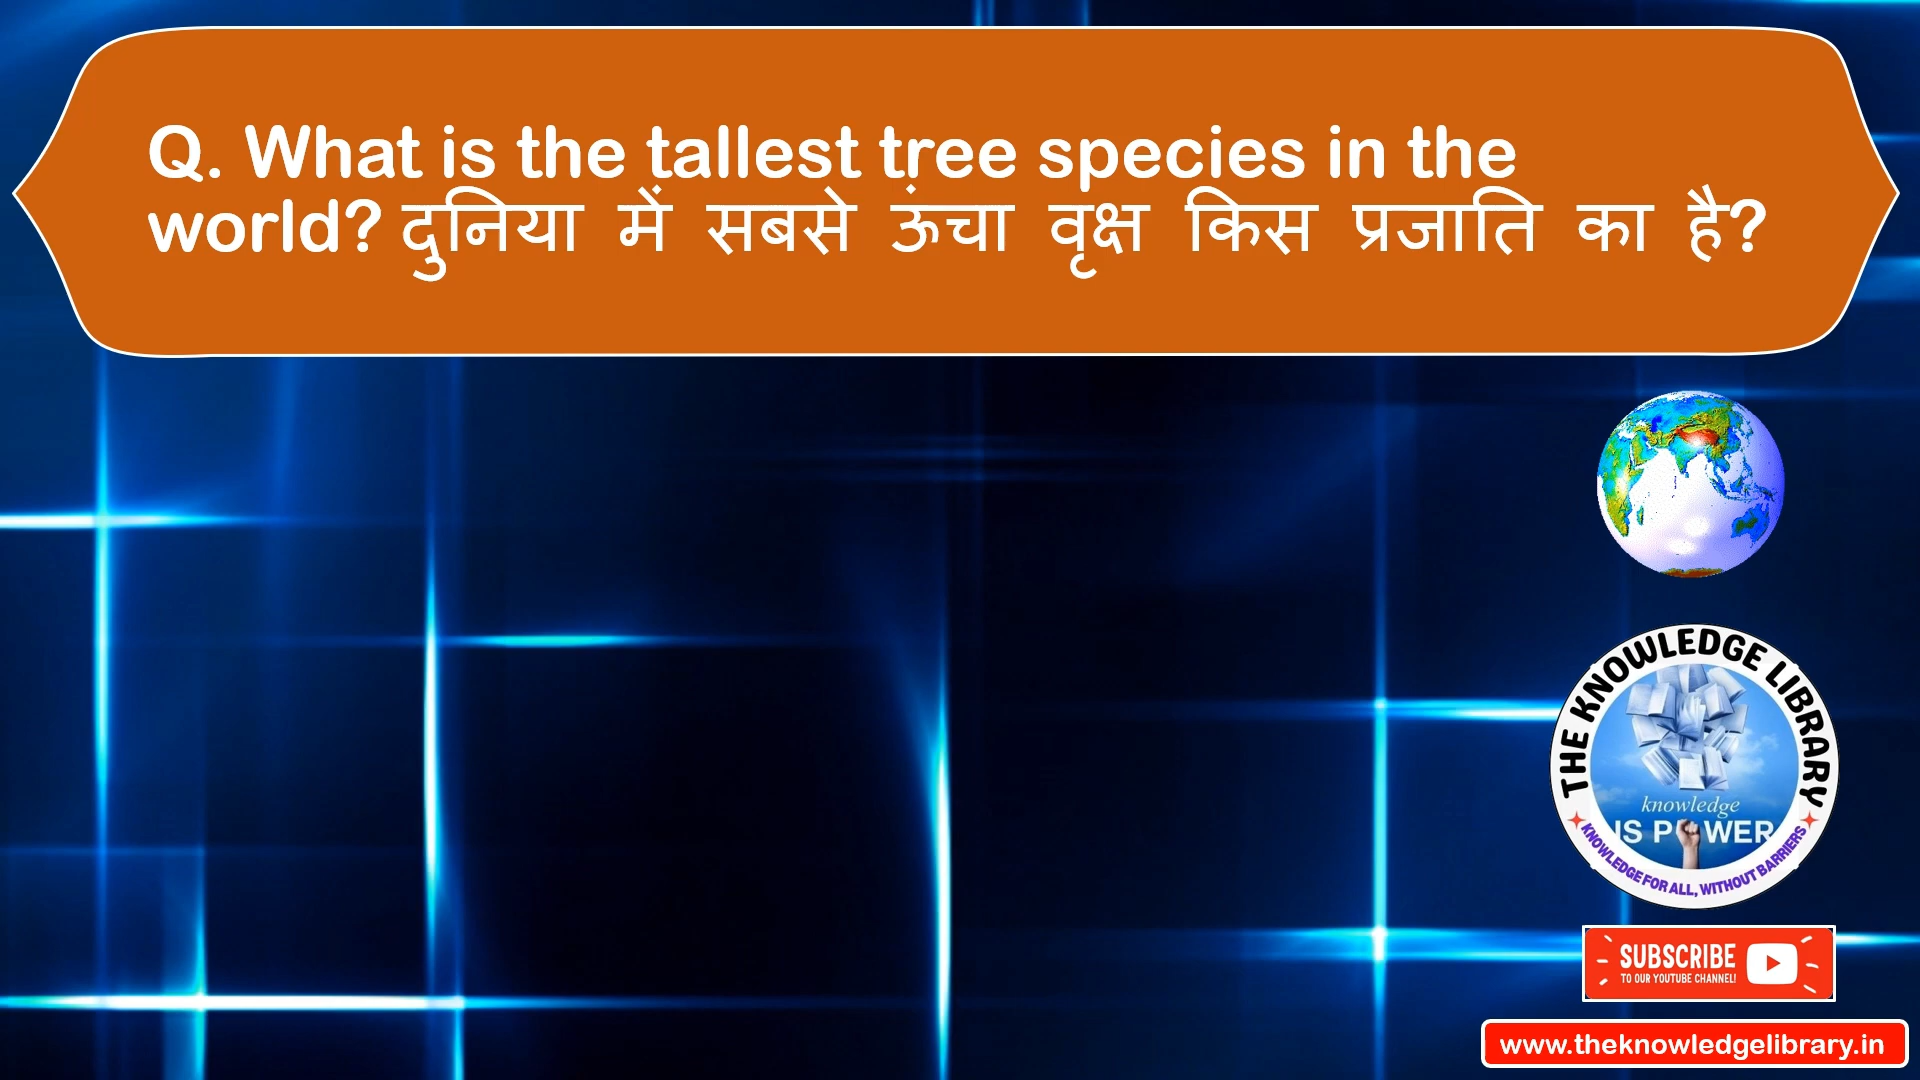 Q. What is the tallest tree species in the
world? दुनिया में सबसे ऊंचा वृक्ष किस प्रजाति का है?
THE KNOWLEDGE LIBRARY
knowledge
IS POWER
KNOWLEDGE FOR ALL, WITHOUT BARRIERS
SUBSCRIBE
TO OUR YOUTUBE CHANNEL!
www.theknowledgelibrary.in